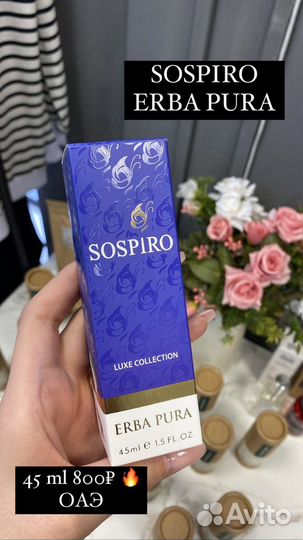 SOSPIRO
ERBA PURA
SOSPIRO
LUXE COLLECTION
ERBA PURA
45ml e 1.5 FL. OZ.
45 ml 800₽ 🔥
ОАЭ
Avito